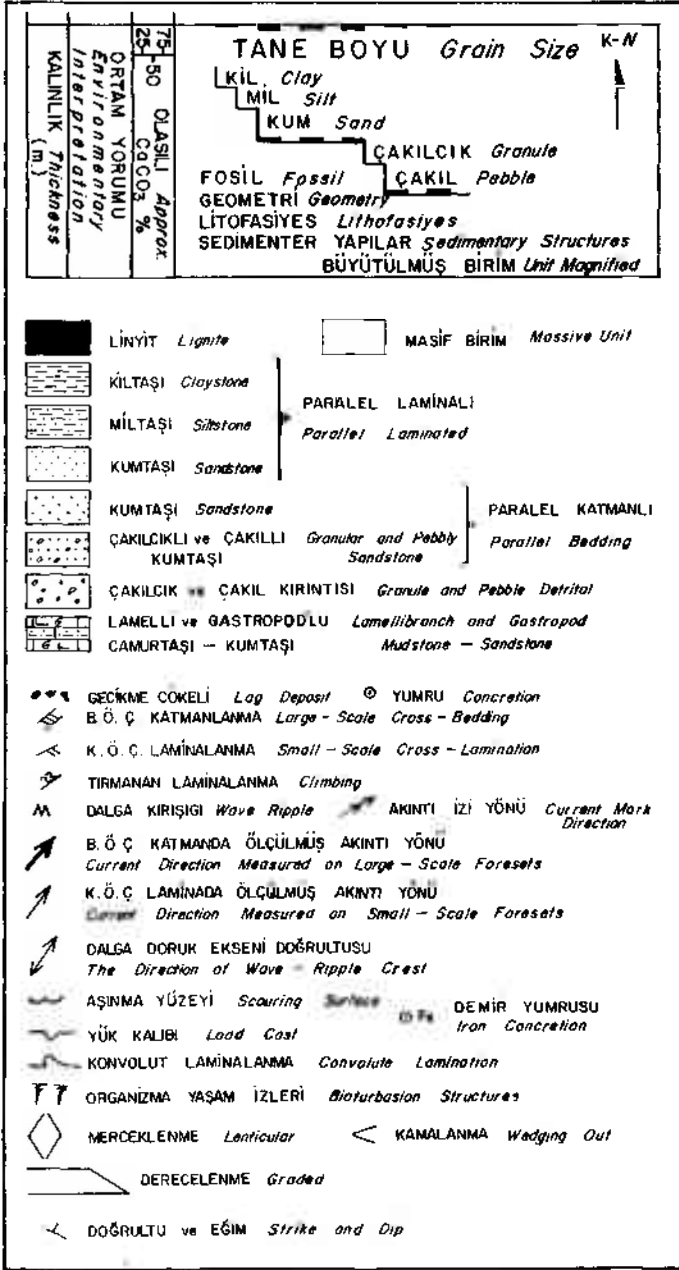 KALINLIK Thickness
(m.)
ORTAM YORUMU
Environmentary
Interpretation
75
25-50 OLASILI Approx.
CaCO3 %
TANE BOYU Grain Size
K-N
KİL Clay
MİL Silt
KUM Sand
ÇAKILCIK Granule
FOSİL Fossil
ÇAKIL Pebble
GEOMETRİ Geometry
LİTOFASİYES Lithofasiyes
SEDİMENTER YAPILAR Sedimentary Structures
BÜYÜTÜLMÜŞ BİRİM Unit Magnified
LİNYİT Lignite
MASİF BİRİM Massive Unit
KİLTAŞI Claystone
PARALEL LAMİNALI
MİLTAŞI Siltstone
Parallel Laminated
KUMTAŞI Sandstone
KUMTAŞI Sandstone
PARALEL KATMANLI
ÇAKILCIKLI ve ÇAKILLI Granular and Pebbly
Parallel Bedding
KUMTAŞI Sandstone
ÇAKILCIK ve ÇAKIL KIRINTISI Granule and Pebble Detrital
LAMELLİ ve GASTROPODLU Lamellibranch and Gastropod
CAMURTAŞI – KUMTAŞI Mudstone – Sandstone
GECİKME COKELİ Lag Deposit YUMRU Concretion
B.Ö.Ç KATMANLANMA Large-Scale Cross-Bedding
K.Ö.Ç. LAMİNALANMA Small-Scale Cross-Lamination
TIRMANAN LAMİNALANMA Climbing
DALGA KIRIŞIGI Wave Ripple AKINTI İZİ YÖNÜ Current Mark
Direction
B.Ö.Ç KATMANDA ÖLÇÜLMÜŞ AKINTI YÖNÜ
Current Direction Measured on Large-Scale Foresets
K.Ö.Ç LAMİNADA ÖLÇÜLMÜŞ AKINTI YÖNÜ
Current Direction Measured on Small-Scale Foresets
DALGA DORUK EKSENİ DOĞRULTUSU
The Direction of Wave-Ripple Crest
AŞINMA YÜZEYİ Scouring Surface
Fe DEMİR YUMRUSU
Iron Concretion
YÜK KALIBI Load Cast
KONVOLUT LAMİNALANMA Convolute Lamination
ORGANİZMA YAŞAM İZLERİ Bioturbasion Structures
MERCEKLENME Lenticular KAMALANMA Wedging Out
DERECELENME Graded
DOĞRULTU ve EĞİM Strike and Dip